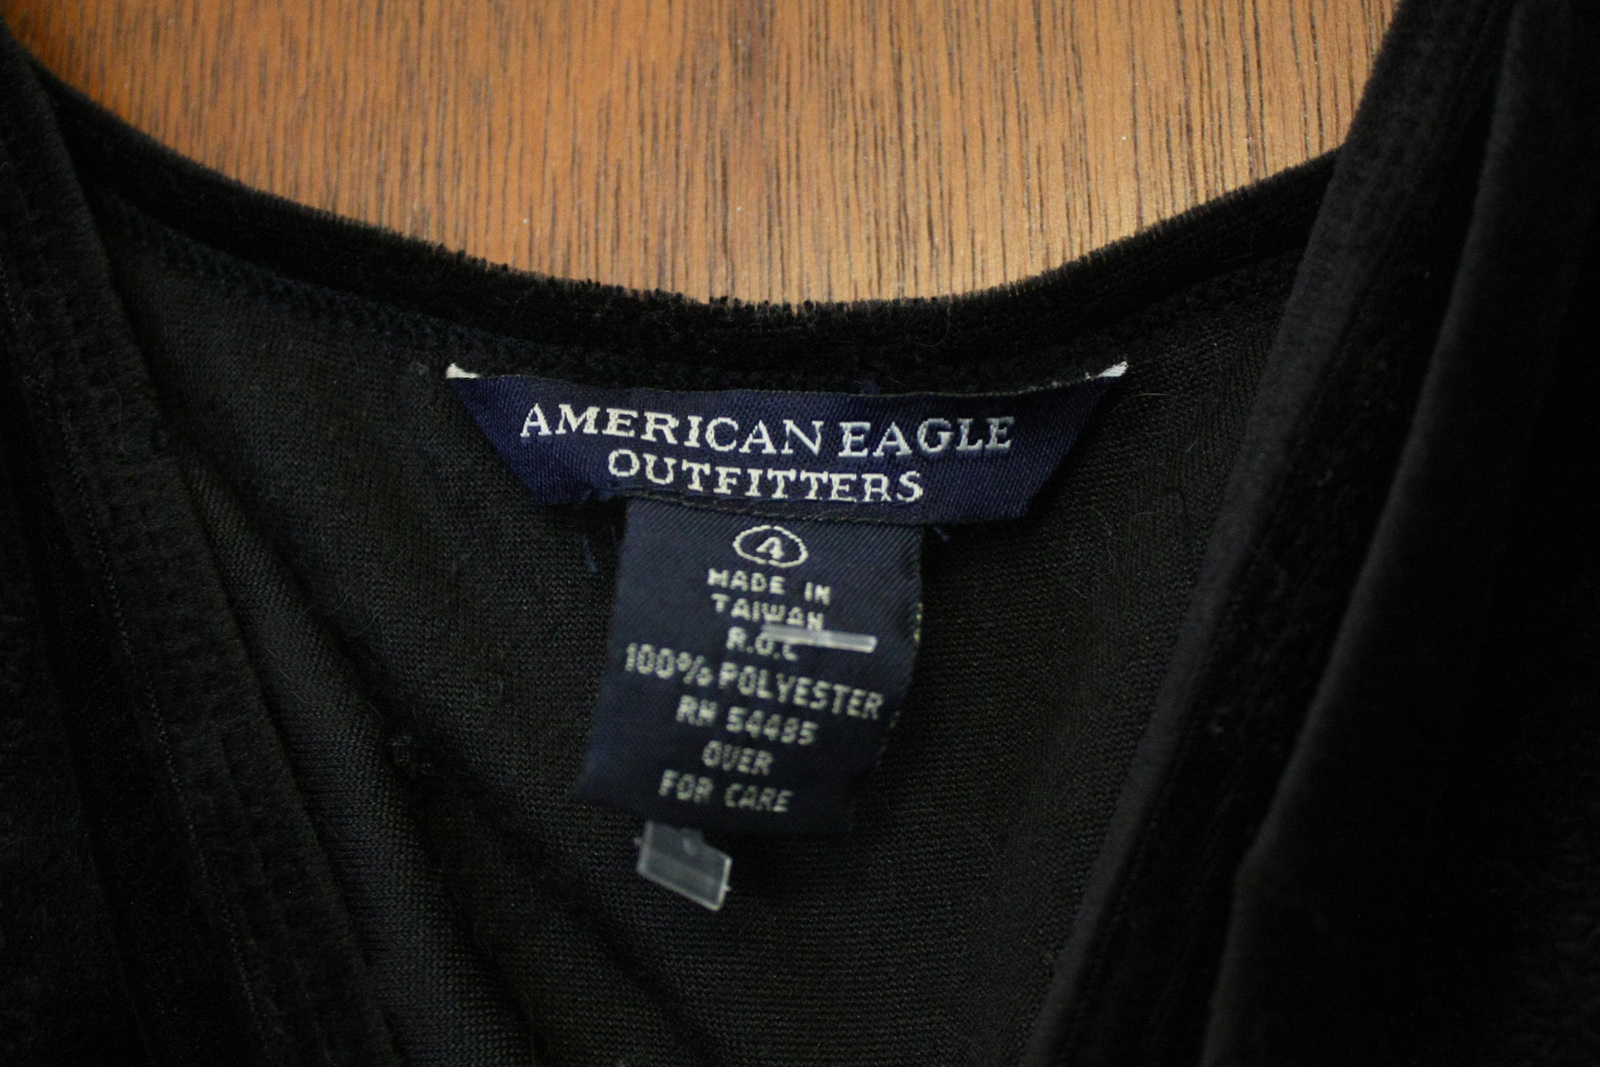 AMERICAN EAGLE
OUTFITTERS
4
MADE IN
TAIWAN
R.O.C
100% POLYESTER
RN 54485
OVER
FOR CARE